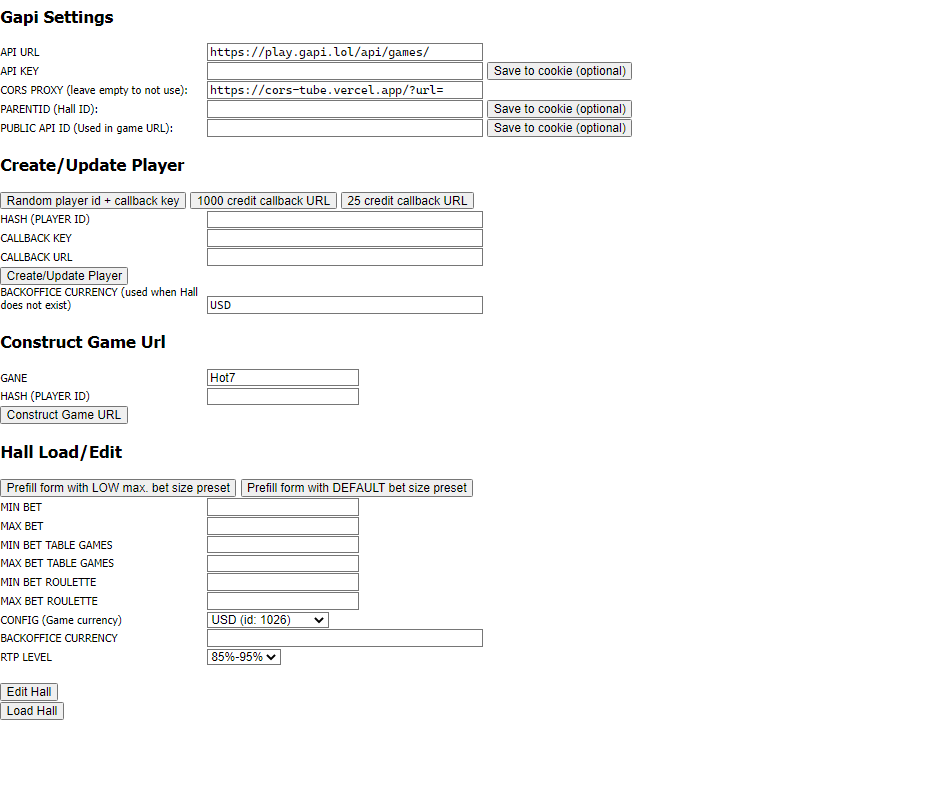 Gapi Settings
API URL https://play.gapi.lol/api/games/
API KEY Save to cookie (optional)
CORS PROXY (leave empty to not use): https://cors-tube.vercel.app/?url=
PARENTID (Hall ID): Save to cookie (optional)
PUBLIC API ID (Used in game URL): Save to cookie (optional)
Create/Update Player
Random player id + callback key 1000 credit callback URL 25 credit callback URL
HASH (PLAYER ID)
CALLBACK KEY
CALLBACK URL
Create/Update Player
BACKOFFICE CURRENCY (used when Hall
does not exist) USD
Construct Game Url
GANE Hot7
HASH (PLAYER ID)
Construct Game URL
Hall Load/Edit
Prefill form with LOW max. bet size preset Prefill form with DEFAULT bet size preset
MIN BET
MAX BET
MIN BET TABLE GAMES
MAX BET TABLE GAMES
MIN BET ROULETTE
MAX BET ROULETTE
CONFIG (Game currency) USD (id: 1026)
BACKOFFICE CURRENCY
RTP LEVEL 85%-95%
Edit Hall
Load Hall